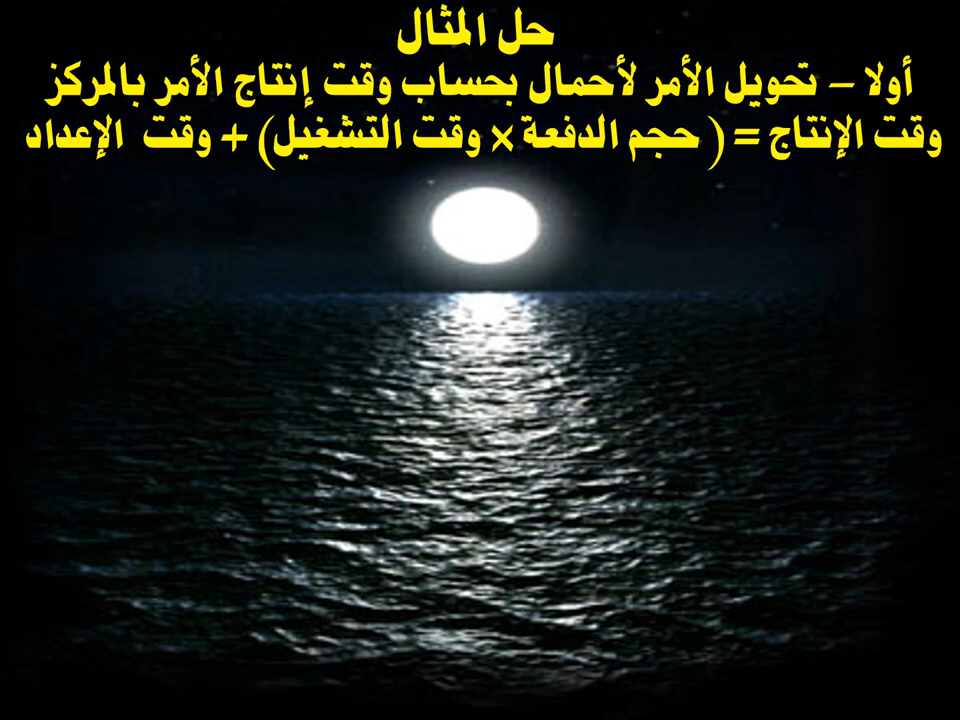 حل المثال
أولا – تحويل الأمر لأحمال بحساب وقت إنتاج الأمر بالمركز
وقت الإنتاج = ( حجم الدفعة × وقت التشغيل) + وقت الإعداد